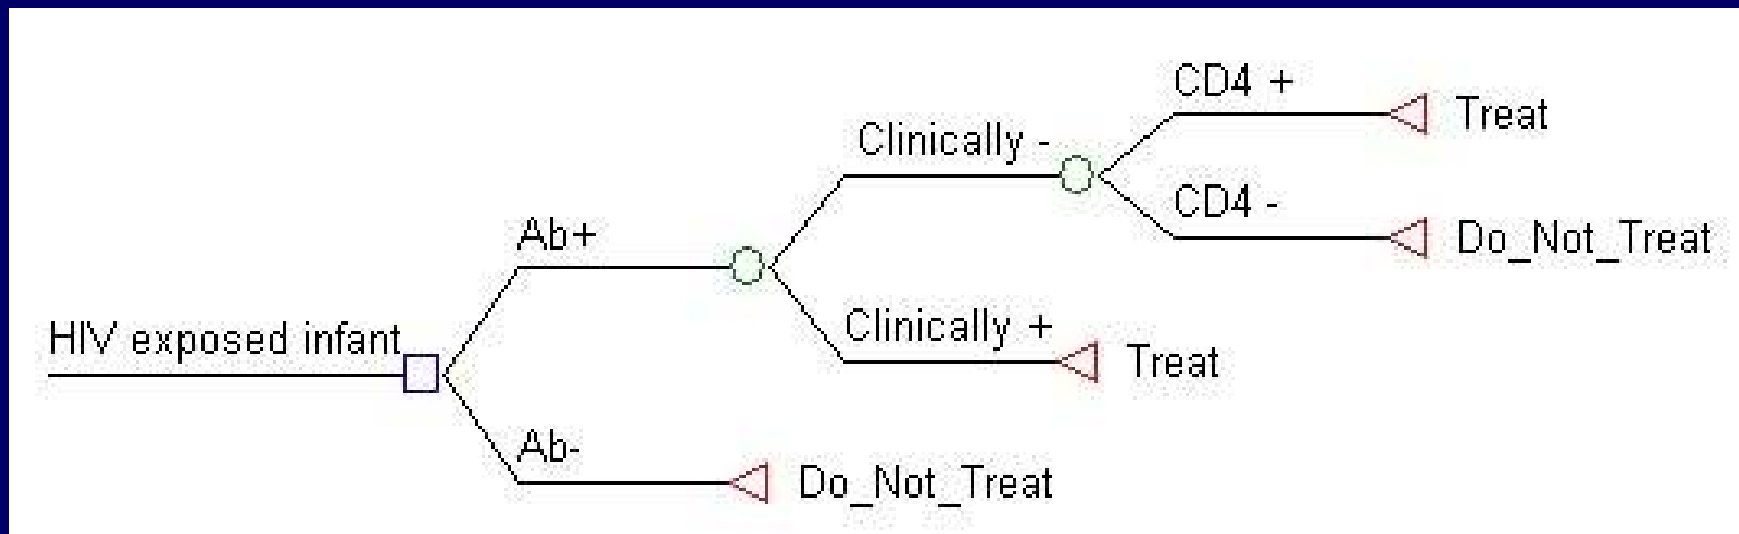 CD4 +
Treat
Clinically -
CD4 -
Do_Not_Treat
Ab+
Clinically +
HIV exposed infant
Treat
Ab-
Do_Not_Treat